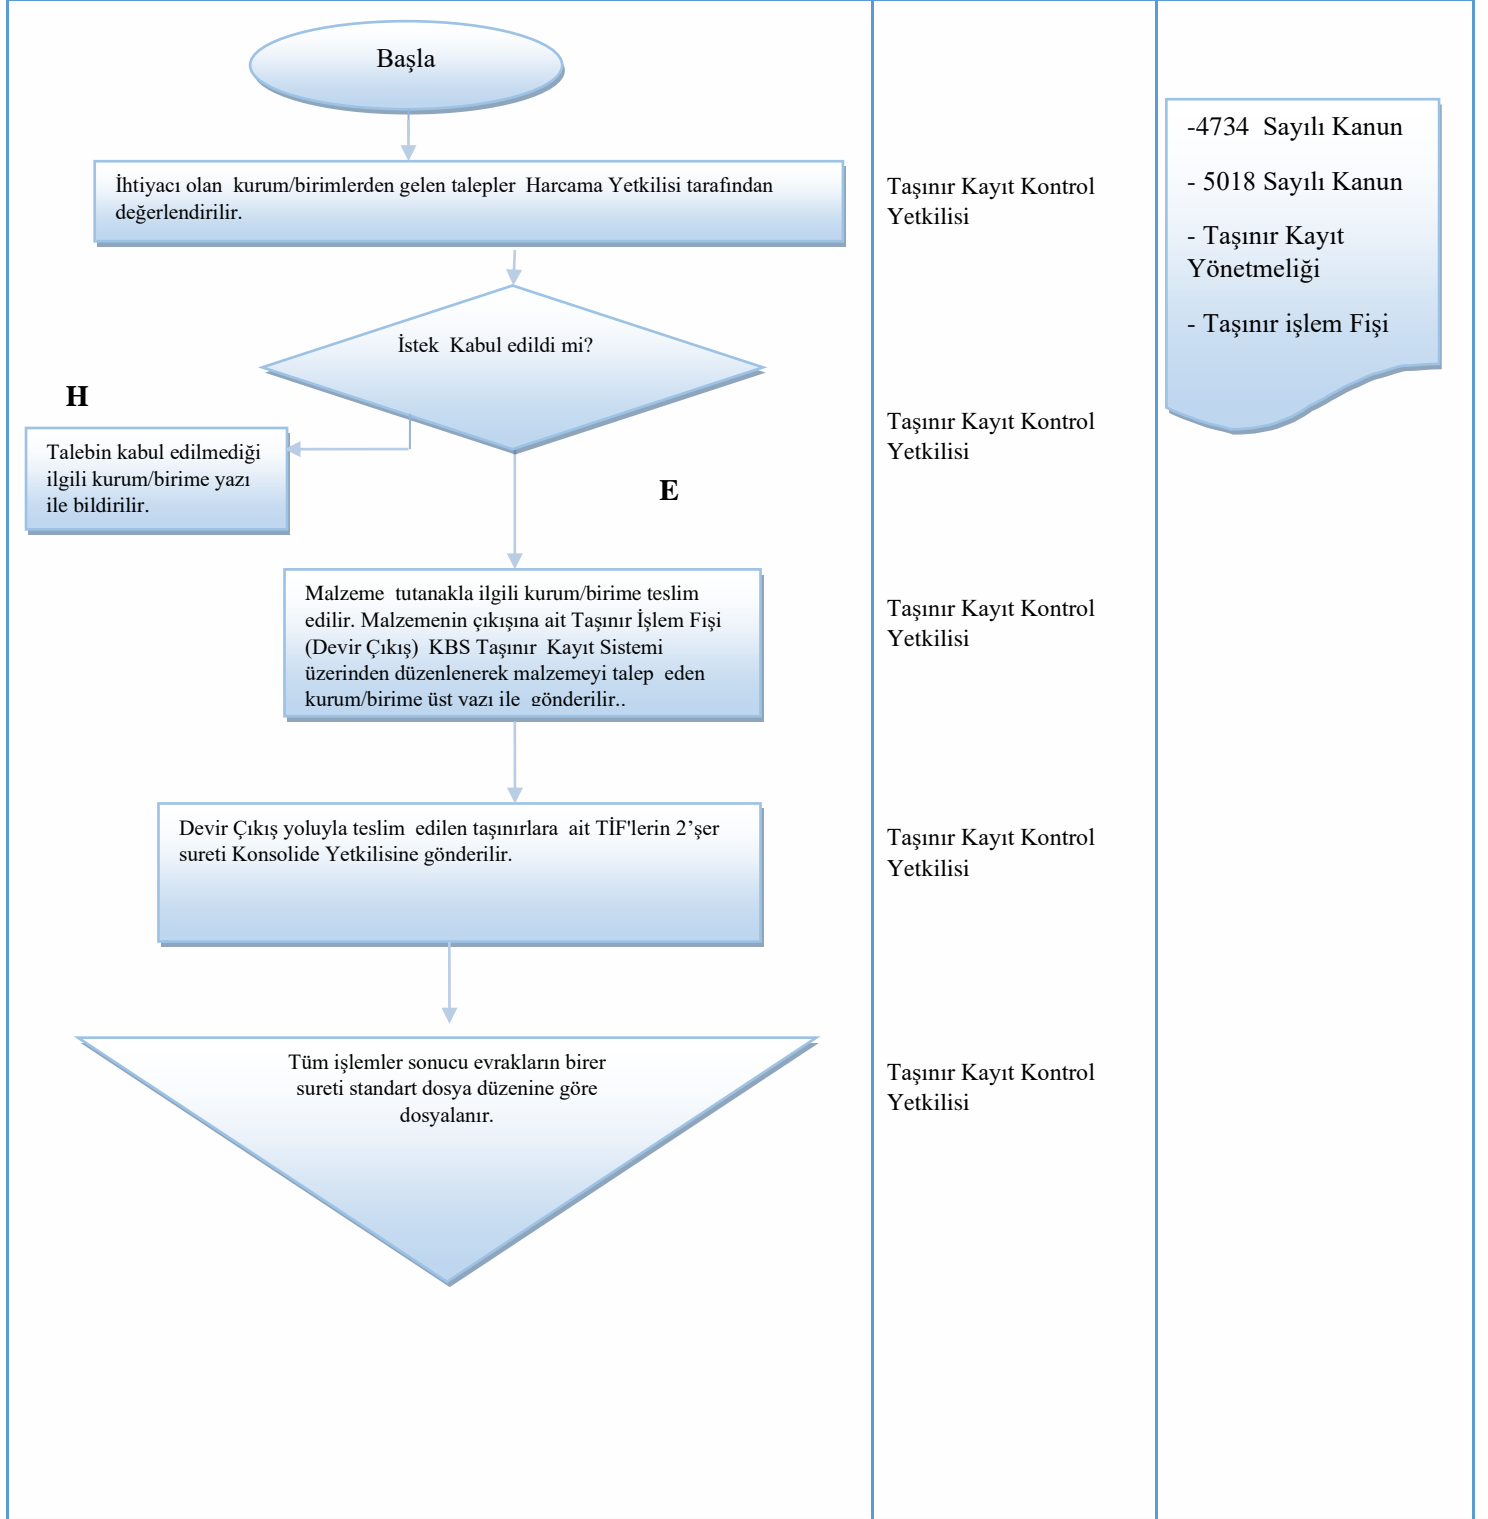 Başla
İhtiyacı olan kurum/birimlerden gelen talepler Harcama Yetkilisi tarafından
değerlendirilir.
İstek Kabul edildi mi?
H
Talebin kabul edilmediği
ilgili kurum/birime yazı
ile bildirilir.
E
Malzeme tutanakla ilgili kurum/birime teslim
edilir. Malzemenin çıkışına ait Taşınır İşlem Fişi
(Devir Çıkış) KBS Taşınır Kayıt Sistemi
üzerinden düzenlenerek malzemeyi talep eden
kurum/birime üst yazı ile gönderilir..
Devir Çıkış yoluyla teslim edilen taşınırlara ait TİF'lerin 2’şer
sureti Konsolide Yetkilisine gönderilir.
Tüm işlemler sonucu evrakların birer
sureti standart dosya düzenine göre
dosyalanır.
Taşınır Kayıt Kontrol
Yetkilisi
Taşınır Kayıt Kontrol
Yetkilisi
Taşınır Kayıt Kontrol
Yetkilisi
Taşınır Kayıt Kontrol
Yetkilisi
Taşınır Kayıt Kontrol
Yetkilisi
-4734 Sayılı Kanun
- 5018 Sayılı Kanun
- Taşınır Kayıt
Yönetmeliği
- Taşınır işlem Fişi